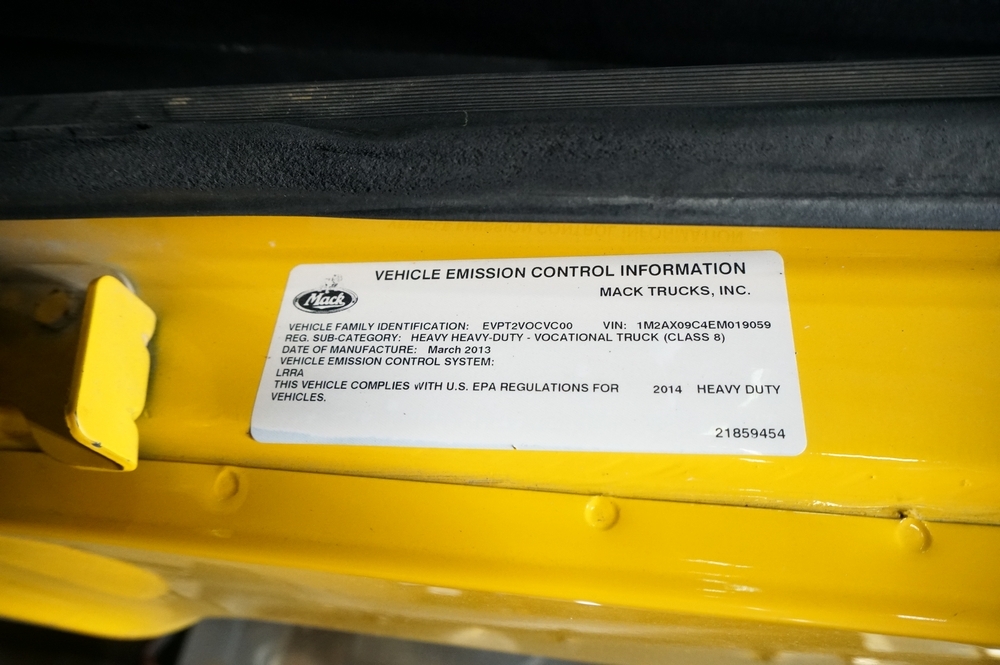 VEHICLE EMISSION CONTROL INFORMATION
Mack
MACK TRUCKS, INC.
VEHICLE FAMILY IDENTIFICATION: EVPT2VOCVC00 VIN: 1M2AX09C4EM019059
REG. SUB-CATEGORY: HEAVY HEAVY-DUTY - VOCATIONAL TRUCK (CLASS 8)
DATE OF MANUFACTURE: March 2013
VEHICLE EMISSION CONTROL SYSTEM:
LRRA
THIS VEHICLE COMPLIES WITH U.S. EPA REGULATIONS FOR 2014 HEAVY DUTY
VEHICLES.
21859454